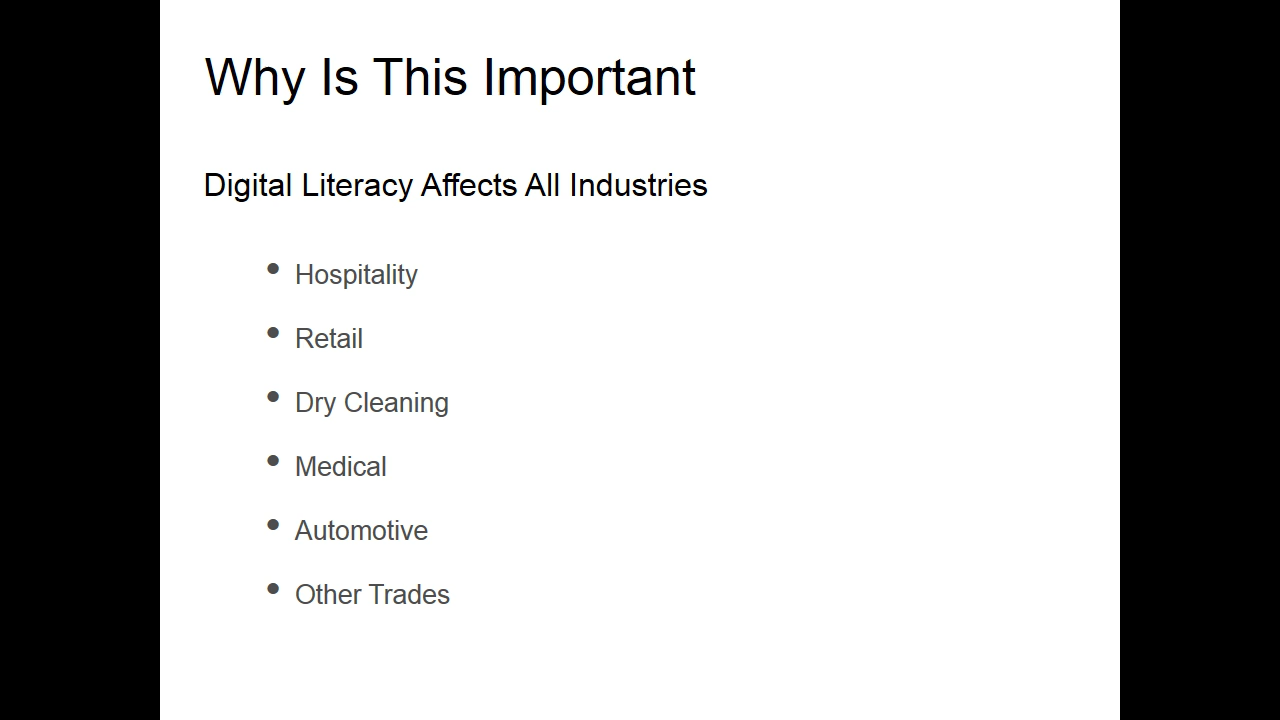 Why Is This Important
Digital Literacy Affects All Industries
• Hospitality
• Retail
• Dry Cleaning
• Medical
• Automotive
• Other Trades